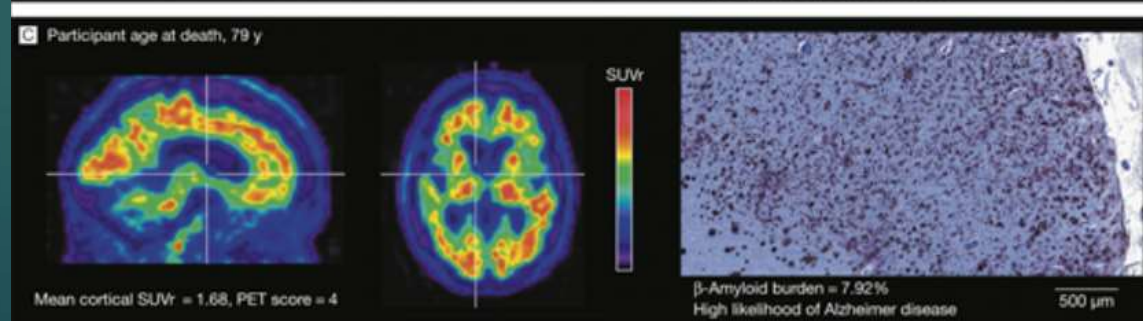 C Participant age at death, 79 y
SUVr
Mean cortical SUVr = 1.68, PET score = 4
β-Amyloid burden = 7.92%
High likelihood of Alzheimer disease
500 μm